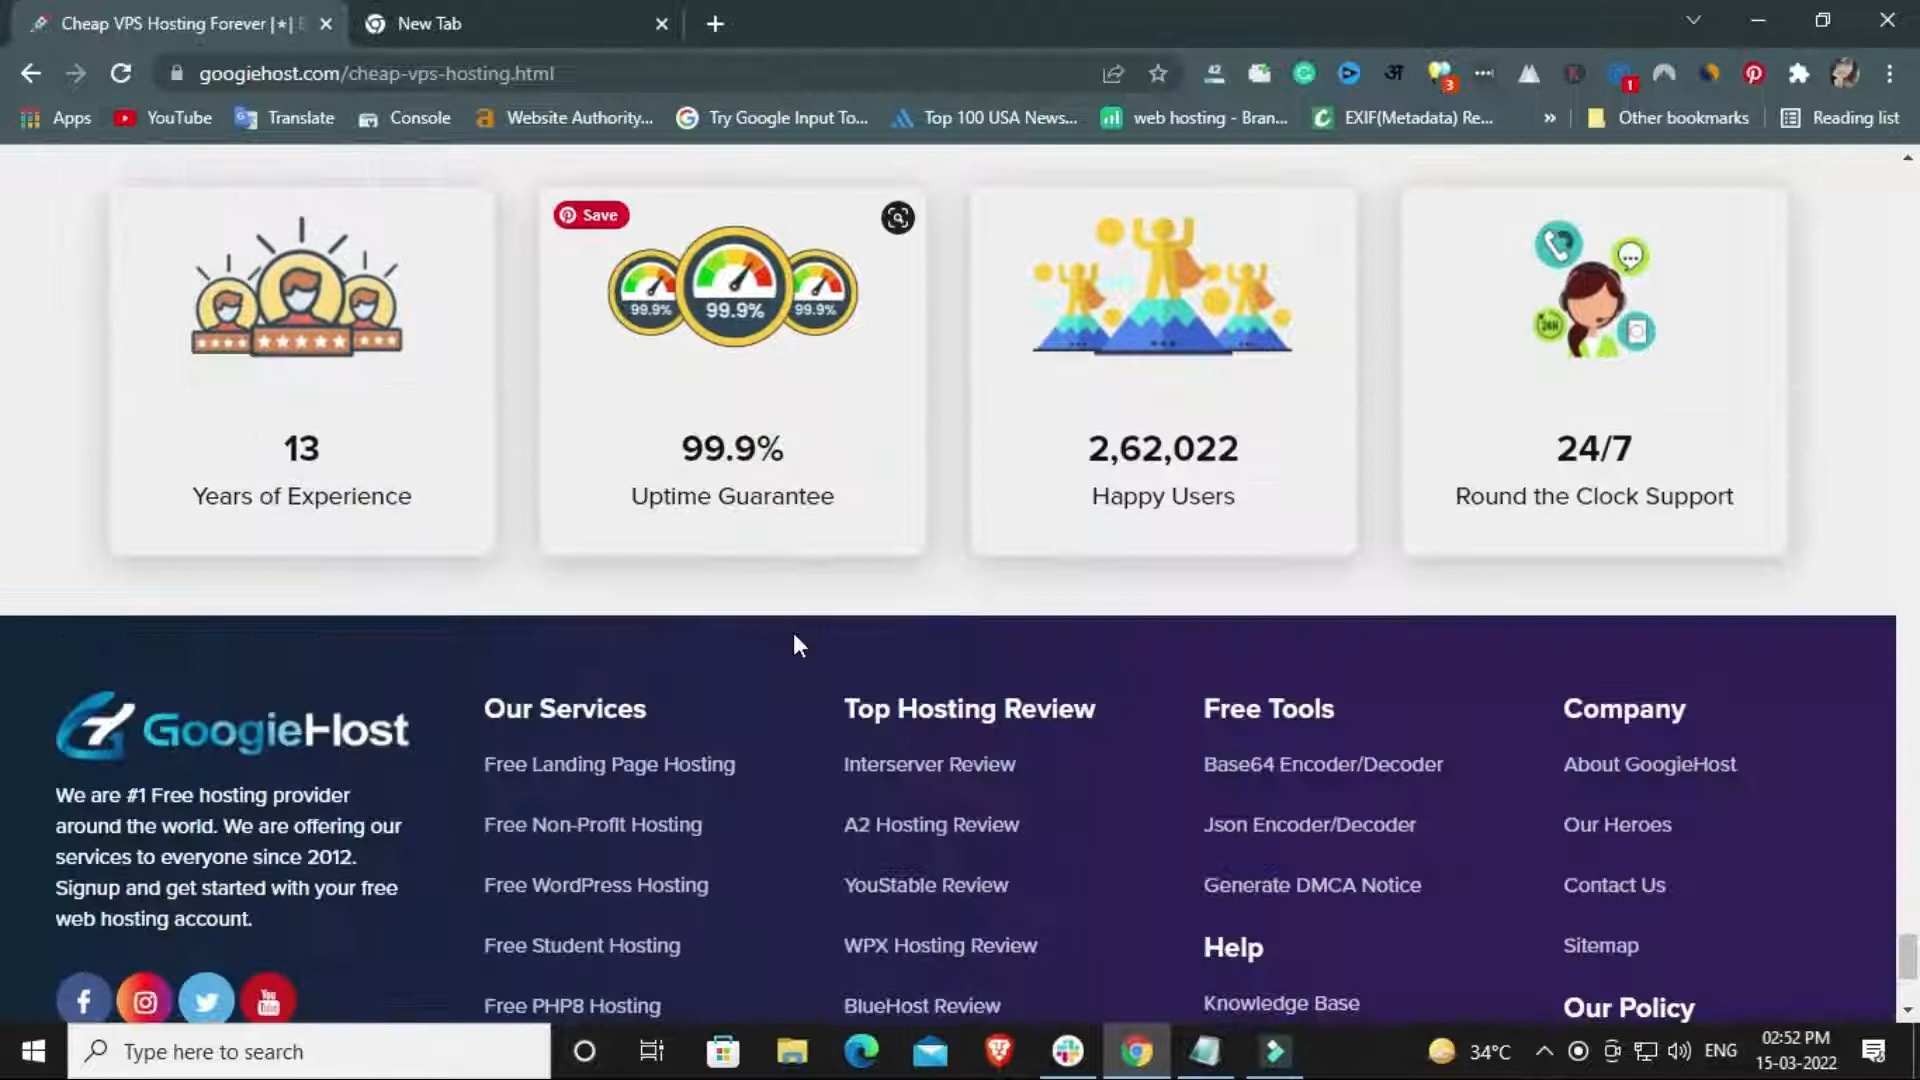 Cheap VPS Hosting Forever |★|
New Tab
googiehost.com/cheap-vps-hosting.html
Apps
YouTube
Translate
Console
Website Authority...
Try Google Input To...
Top 100 USA News...
web hosting - Bran...
EXIF(Metadata) Re...
»
Other bookmarks
Reading list
Save
99.9%
99.9%
99.9%
24H
13
Years of Experience
99.9%
Uptime Guarantee
2,62,022
Happy Users
24/7
Round the Clock Support
GoogieHost
We are #1 Free hosting provider
around the world. We are offering our
services to everyone since 2012.
Signup and get started with your free
web hosting account.
Our Services
Free Landing Page Hosting
Free Non-Profit Hosting
Free WordPress Hosting
Free Student Hosting
Free PHP8 Hosting
Top Hosting Review
Interserver Review
A2 Hosting Review
YouStable Review
WPX Hosting Review
BlueHost Review
Free Tools
Base64 Encoder/Decoder
Json Encoder/Decoder
Generate DMCA Notice
Help
Knowledge Base
Company
About GoogieHost
Our Heroes
Contact Us
Sitemap
Our Policy
Type here to search
34°C
ENG
02:52 PM
15-03-2022